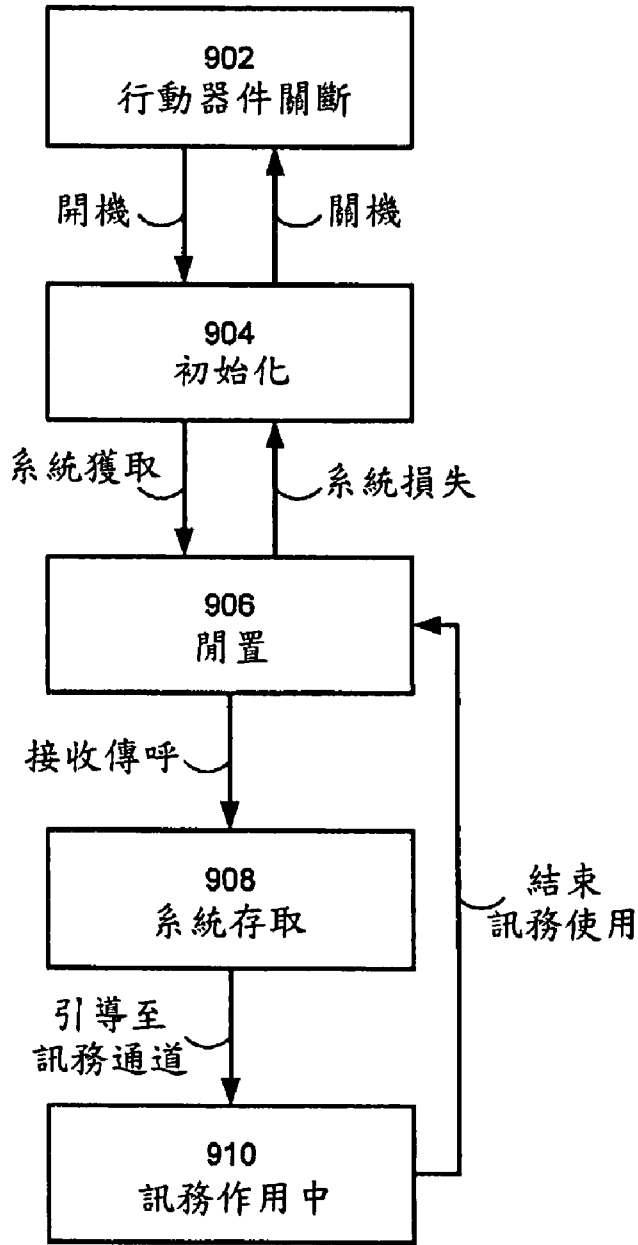 902
行動器件關斷
開機
關機
904
初始化
系統獲取
系統損失
906
閒置
接收傳呼
908
系統存取
結束
訊務使用
引導至
訊務通道
910
訊務作用中